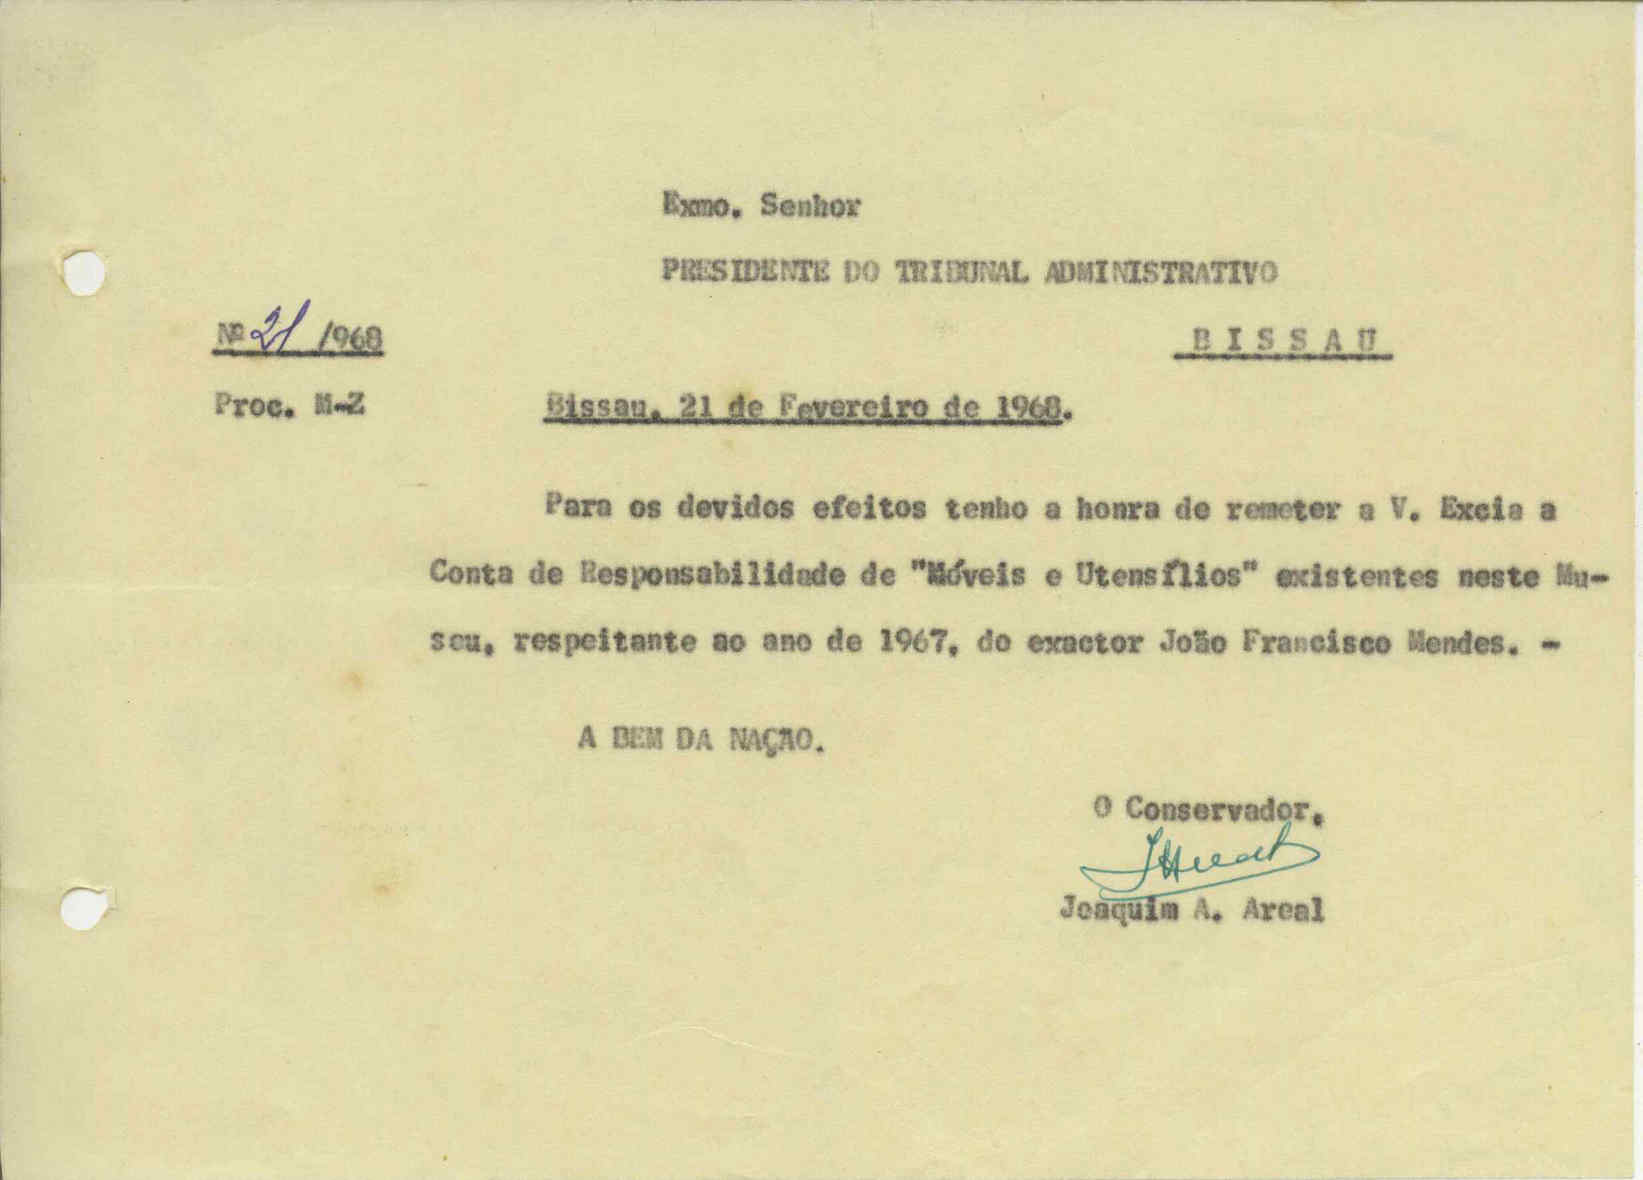 Exmo. Senhor
PRESIDENTE DO TRIBUNAL ADMINISTRATIVO
Nº 21 /968
B I S S A U
Proc. M-Z
Bissau, 21 de Fevereiro de 1968.
Para os devidos efeitos tenho a honra de remeter a V. Excia a
Conta de Responsabilidade de "Móveis e Utensílios" existentes neste Mu-
seu, respeitante ao ano de 1967, do exactor João Francisco Mendes. -
A BEM DA NAÇÃO.
O Conservador,
JAAreal
Joaquim A. Areal